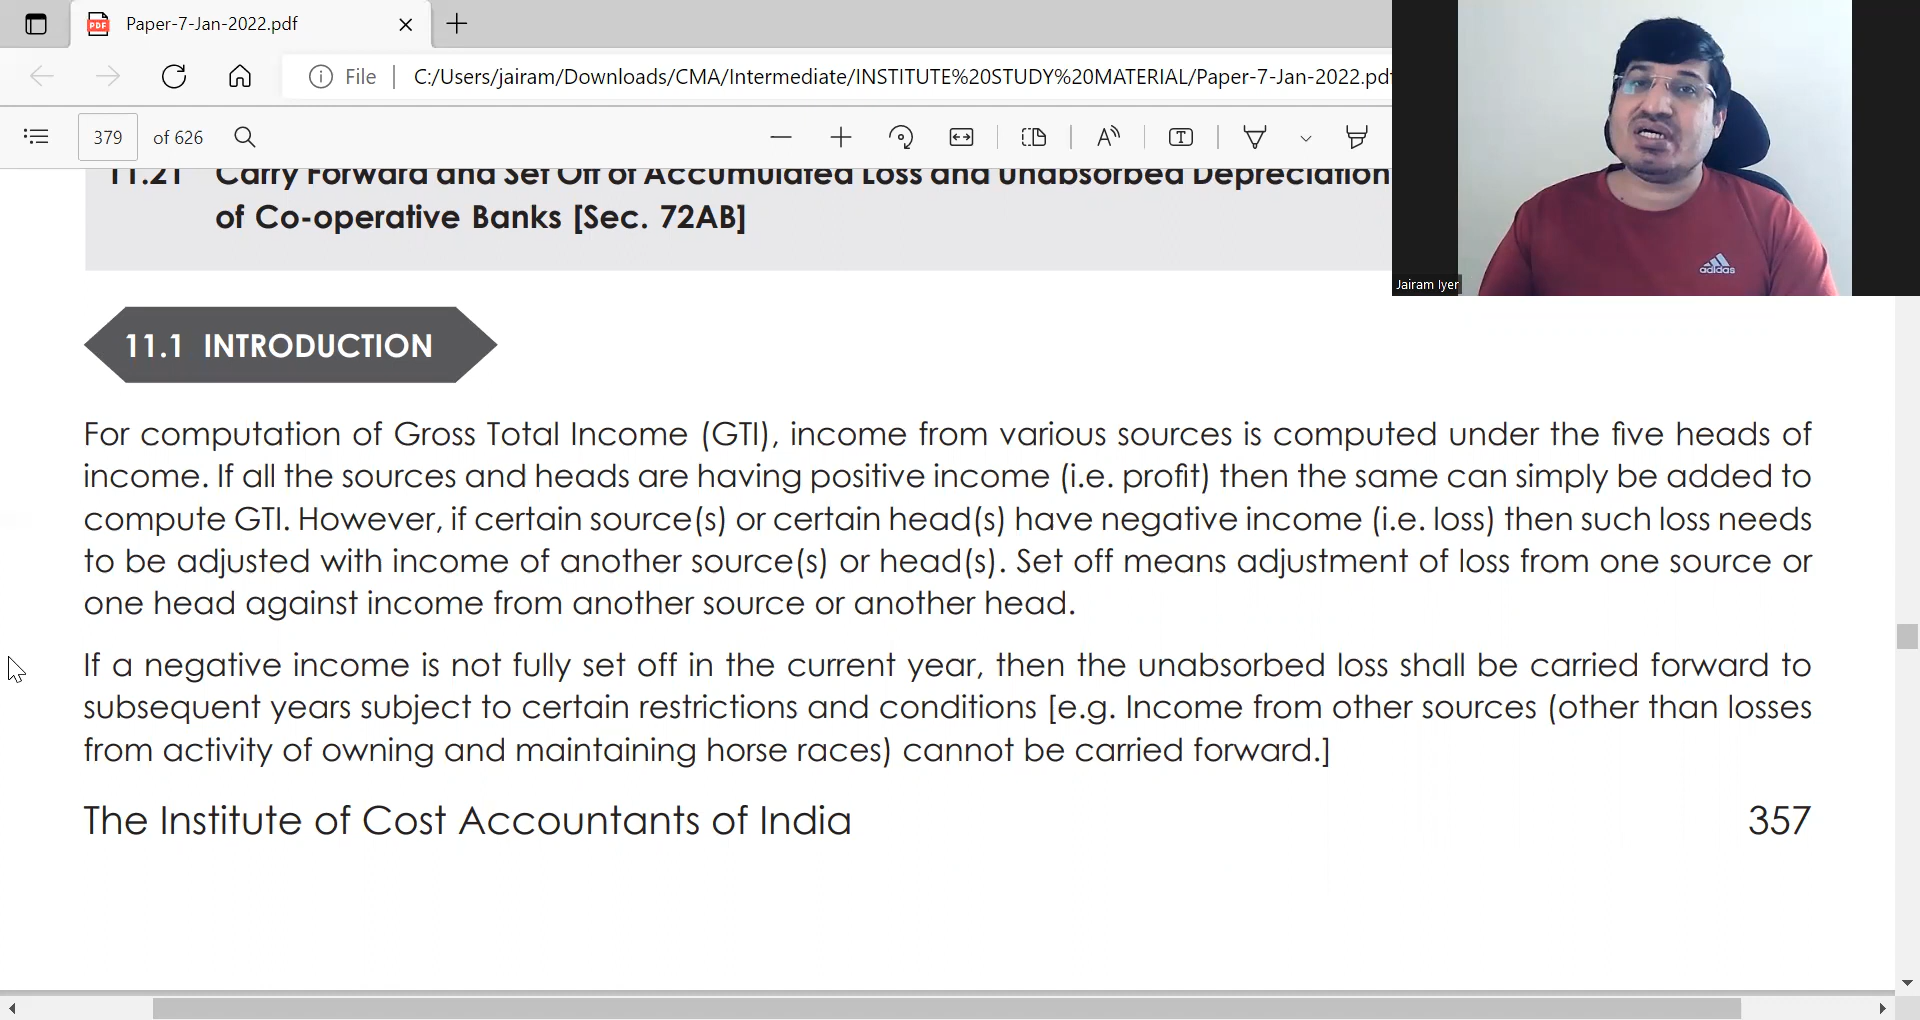 Paper-7-Jan-2022.pdf
File
C:/Users/jairam/Downloads/CMA/Intermediate/INSTITUTE%20STUDY%20MATERIAL/Paper-7-Jan-2022.pdf
379 of 626
11.21 Carry Forward and Set Off of Accumulated Loss and unabsorbed Depreciation
of Co-operative Banks [Sec. 72AB]
adidas
Jairam Iyer
11.1 INTRODUCTION
For computation of Gross Total Income (GTI), income from various sources is computed under the five heads of
income. If all the sources and heads are having positive income (i.e. profit) then the same can simply be added to
compute GTI. However, if certain source(s) or certain head(s) have negative income (i.e. loss) then such loss needs
to be adjusted with income of another source(s) or head(s). Set off means adjustment of loss from one source or
one head against income from another source or another head.
If a negative income is not fully set off in the current year, then the unabsorbed loss shall be carried forward to
subsequent years subject to certain restrictions and conditions [e.g. Income from other sources (other than losses
from activity of owning and maintaining horse races) cannot be carried forward.]
The Institute of Cost Accountants of India
357